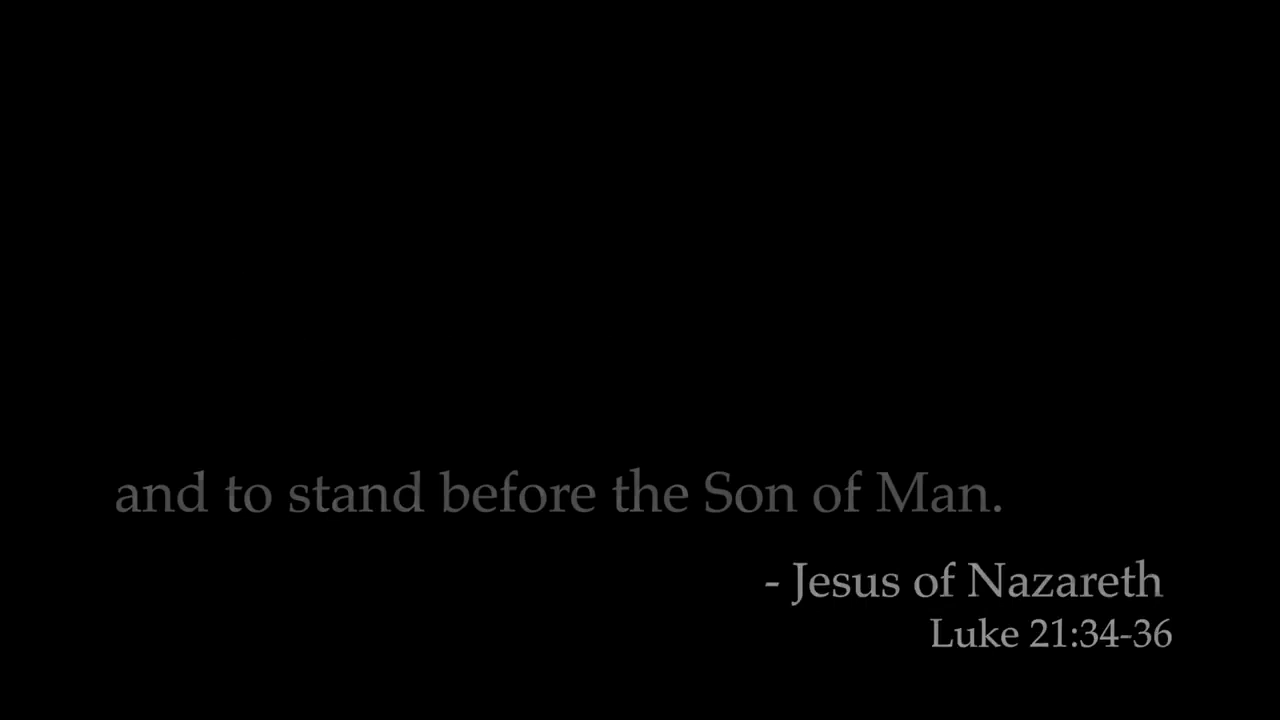 and to stand before the Son of Man.
- Jesus of Nazareth
Luke 21:34-36